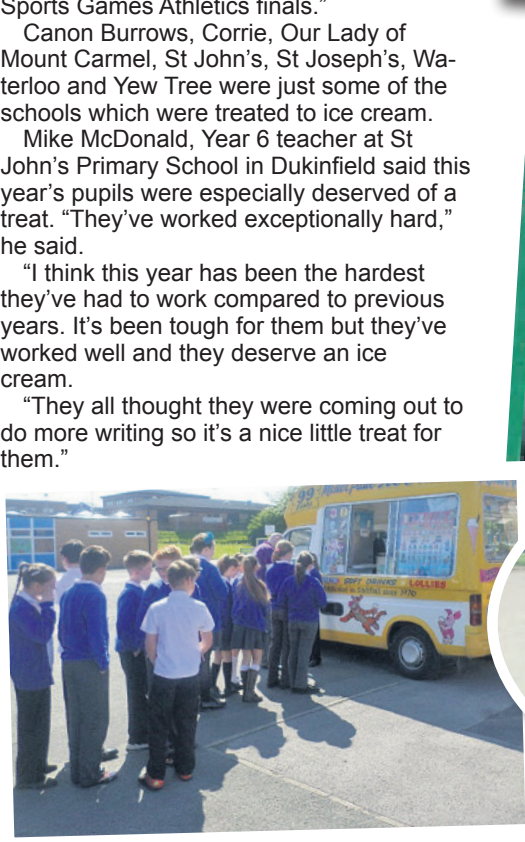 Sports Games Athletics finals.”
Canon Burrows, Corrie, Our Lady of
Mount Carmel, St John’s, St Joseph’s, Wa-
terloo and Yew Tree were just some of the
schools which were treated to ice cream.
Mike McDonald, Year 6 teacher at St
John’s Primary School in Dukinfield said this
year’s pupils were especially deserved of a
treat. “They’ve worked exceptionally hard,”
he said.
“I think this year has been the hardest
they’ve had to work compared to previous
years. It’s been tough for them but they’ve
worked well and they deserve an ice
cream.
“They all thought they were coming out to
do more writing so it’s a nice little treat for
them.”
99
SOFT DRINKS LOLLIES